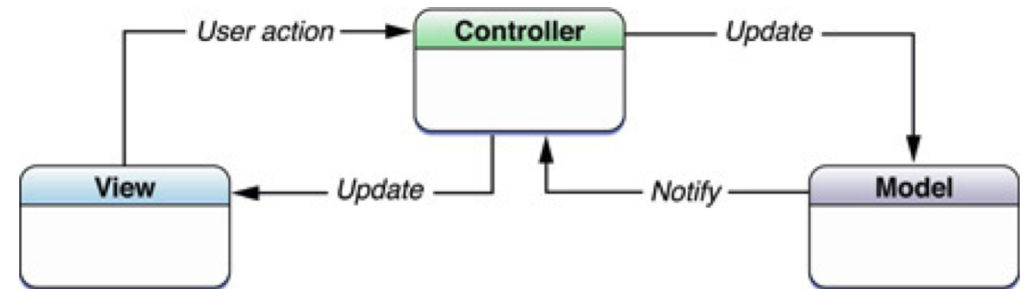 User action
Controller
Update
View
Update
Notify
Model